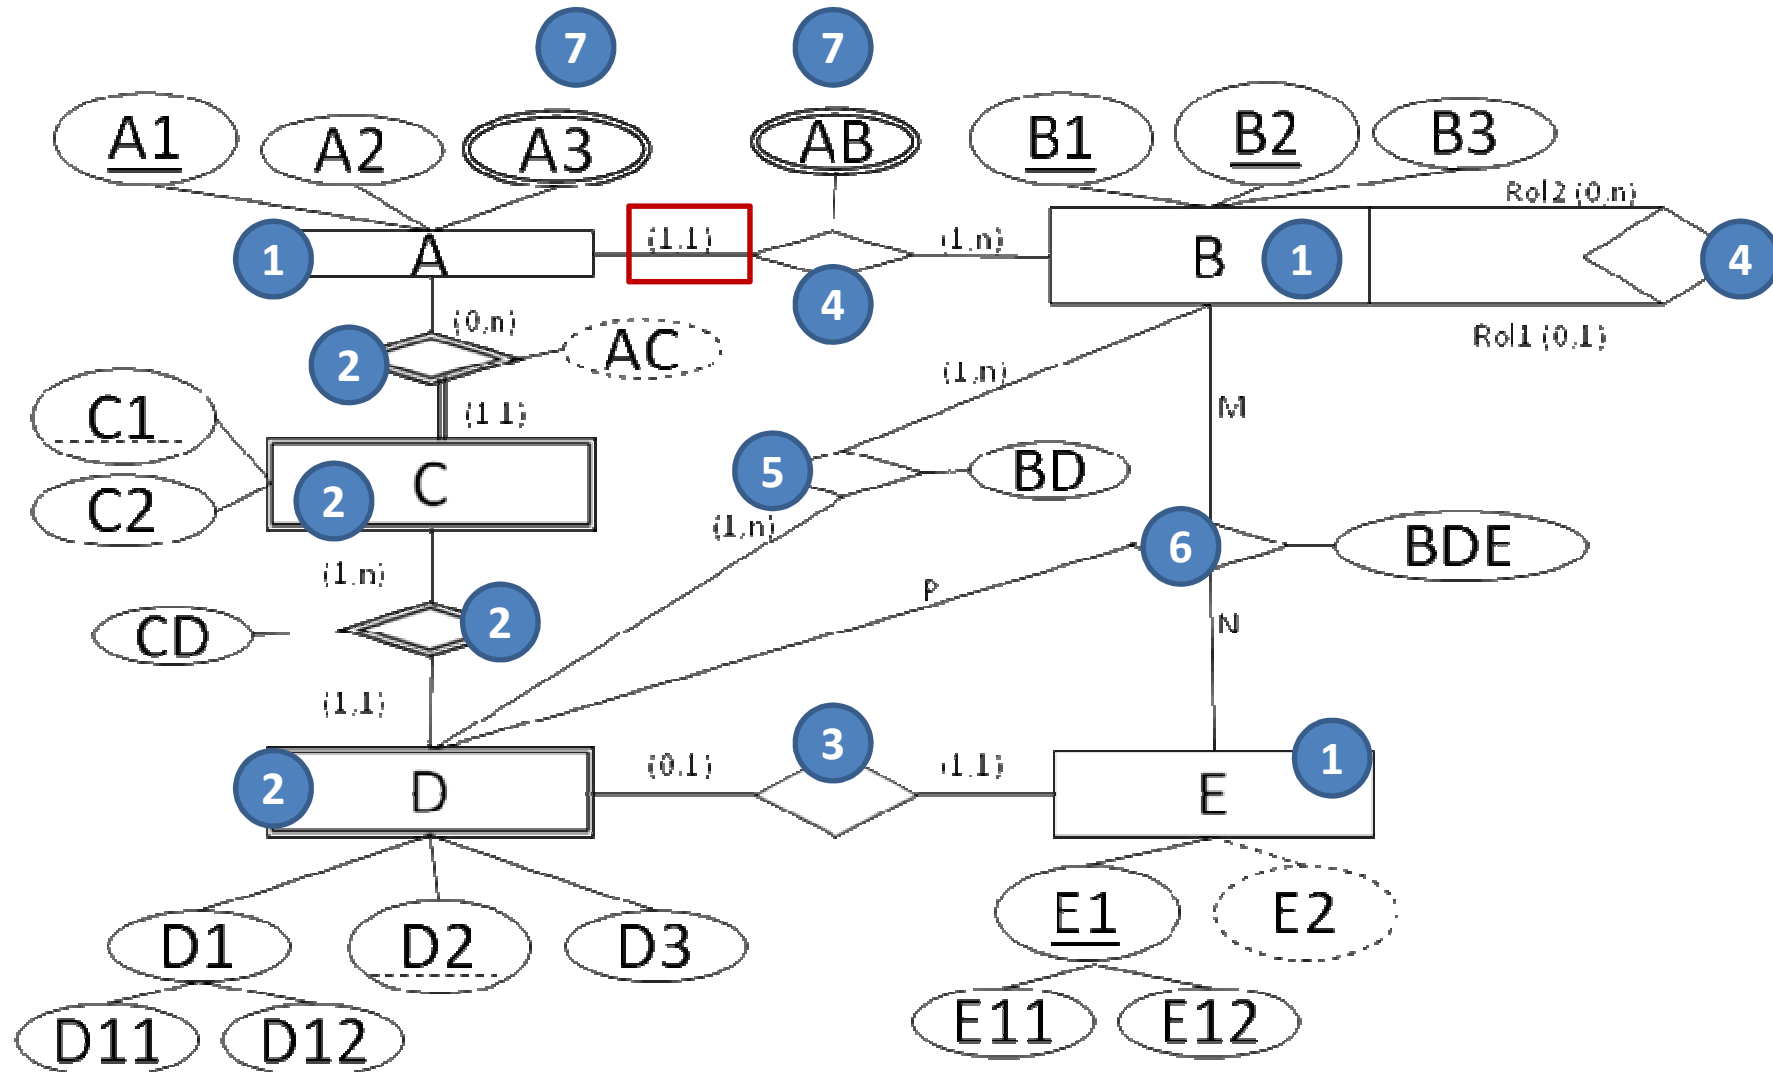 7 7
A1 A2 A3 AB B1 B2 B3
Rol2 (0,n)
1 A (1,1) (1,n) B 1 4
4
(0,n)
Rol1 (0,1)
2 AC
(1,n)
C1 (1,1) M
5 BD
2 C
C2 (1,n)
6 BDE
(1,n)
P
CD 2 N
(1,1)
3 1
(0,1) (1,1)
2 D E
E1 E2
D1 D2 D3
E11 E12
D11 D12